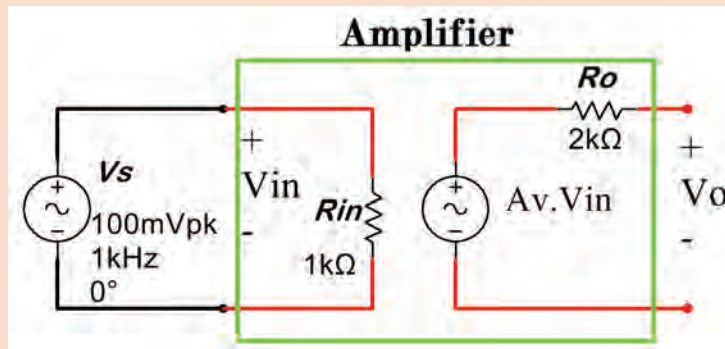 Amplifier
Ro
2kΩ
+
Vs
+
~
−
100mVpk
1kHz
0°
+
Vin
-
Rin
1kΩ
+
~
−
Av.Vin
+
Vo
-